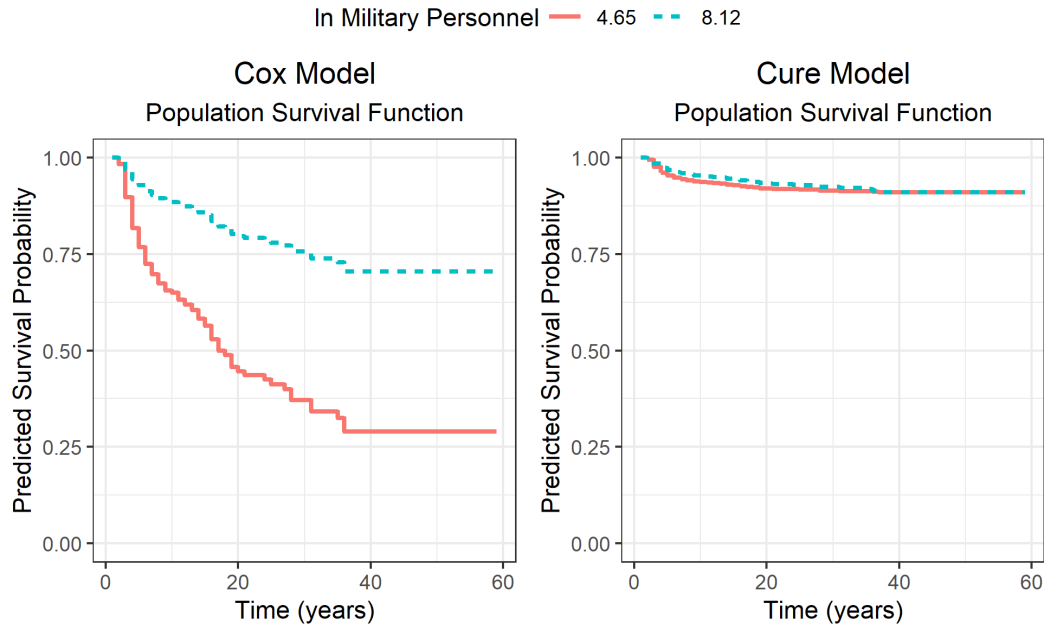 In Military Personnel 4.65 8.12
Cox Model
Population Survival Function
Predicted Survival Probability
1.00
0.75
0.50
0.25
0.00
0 20 40 60
Time (years)
Cure Model
Population Survival Function
Predicted Survival Probability
1.00
0.75
0.50
0.25
0.00
0 20 40 60
Time (years)